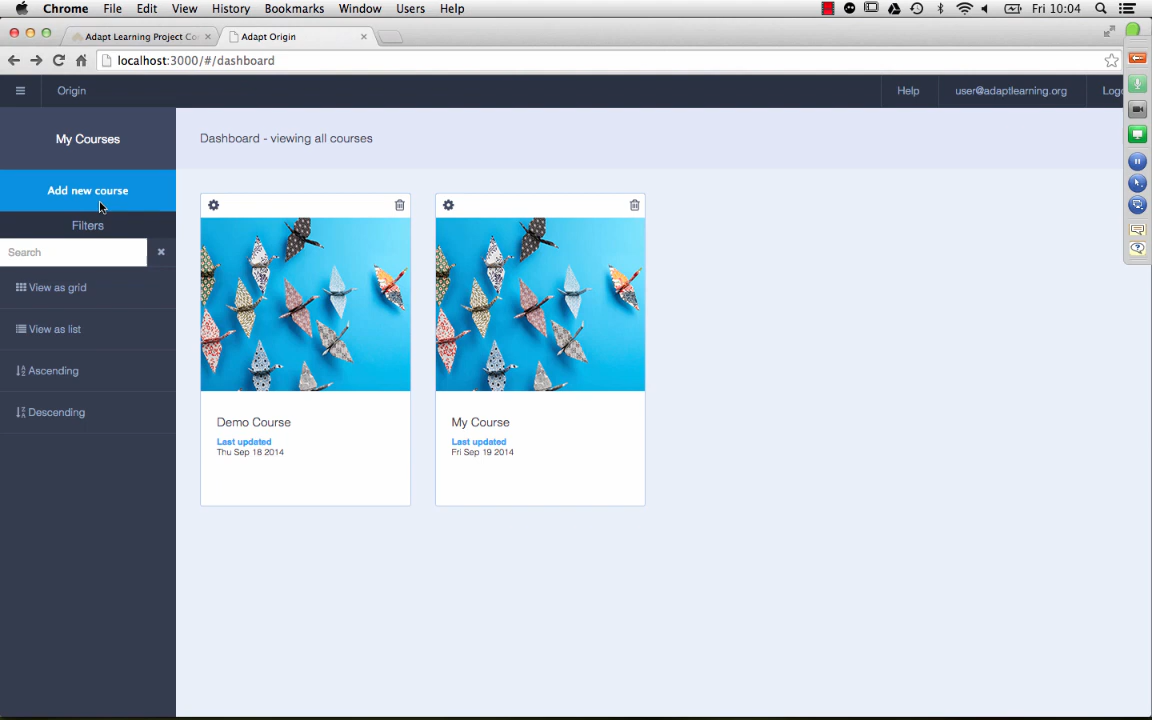 Chrome File Edit View History Bookmarks Window Users Help Fri 10:04
Adapt Learning Project Co
Adapt Origin
localhost:3000/#/dashboard
Origin
Help
user@adaptlearning.org
My Courses
Dashboard - viewing all courses
Add new course
Filters
Search
View as grid
View as list
Ascending
Descending
Demo Course
Last updated
Thu Sep 18 2014
My Course
Last updated
Fri Sep 19 2014